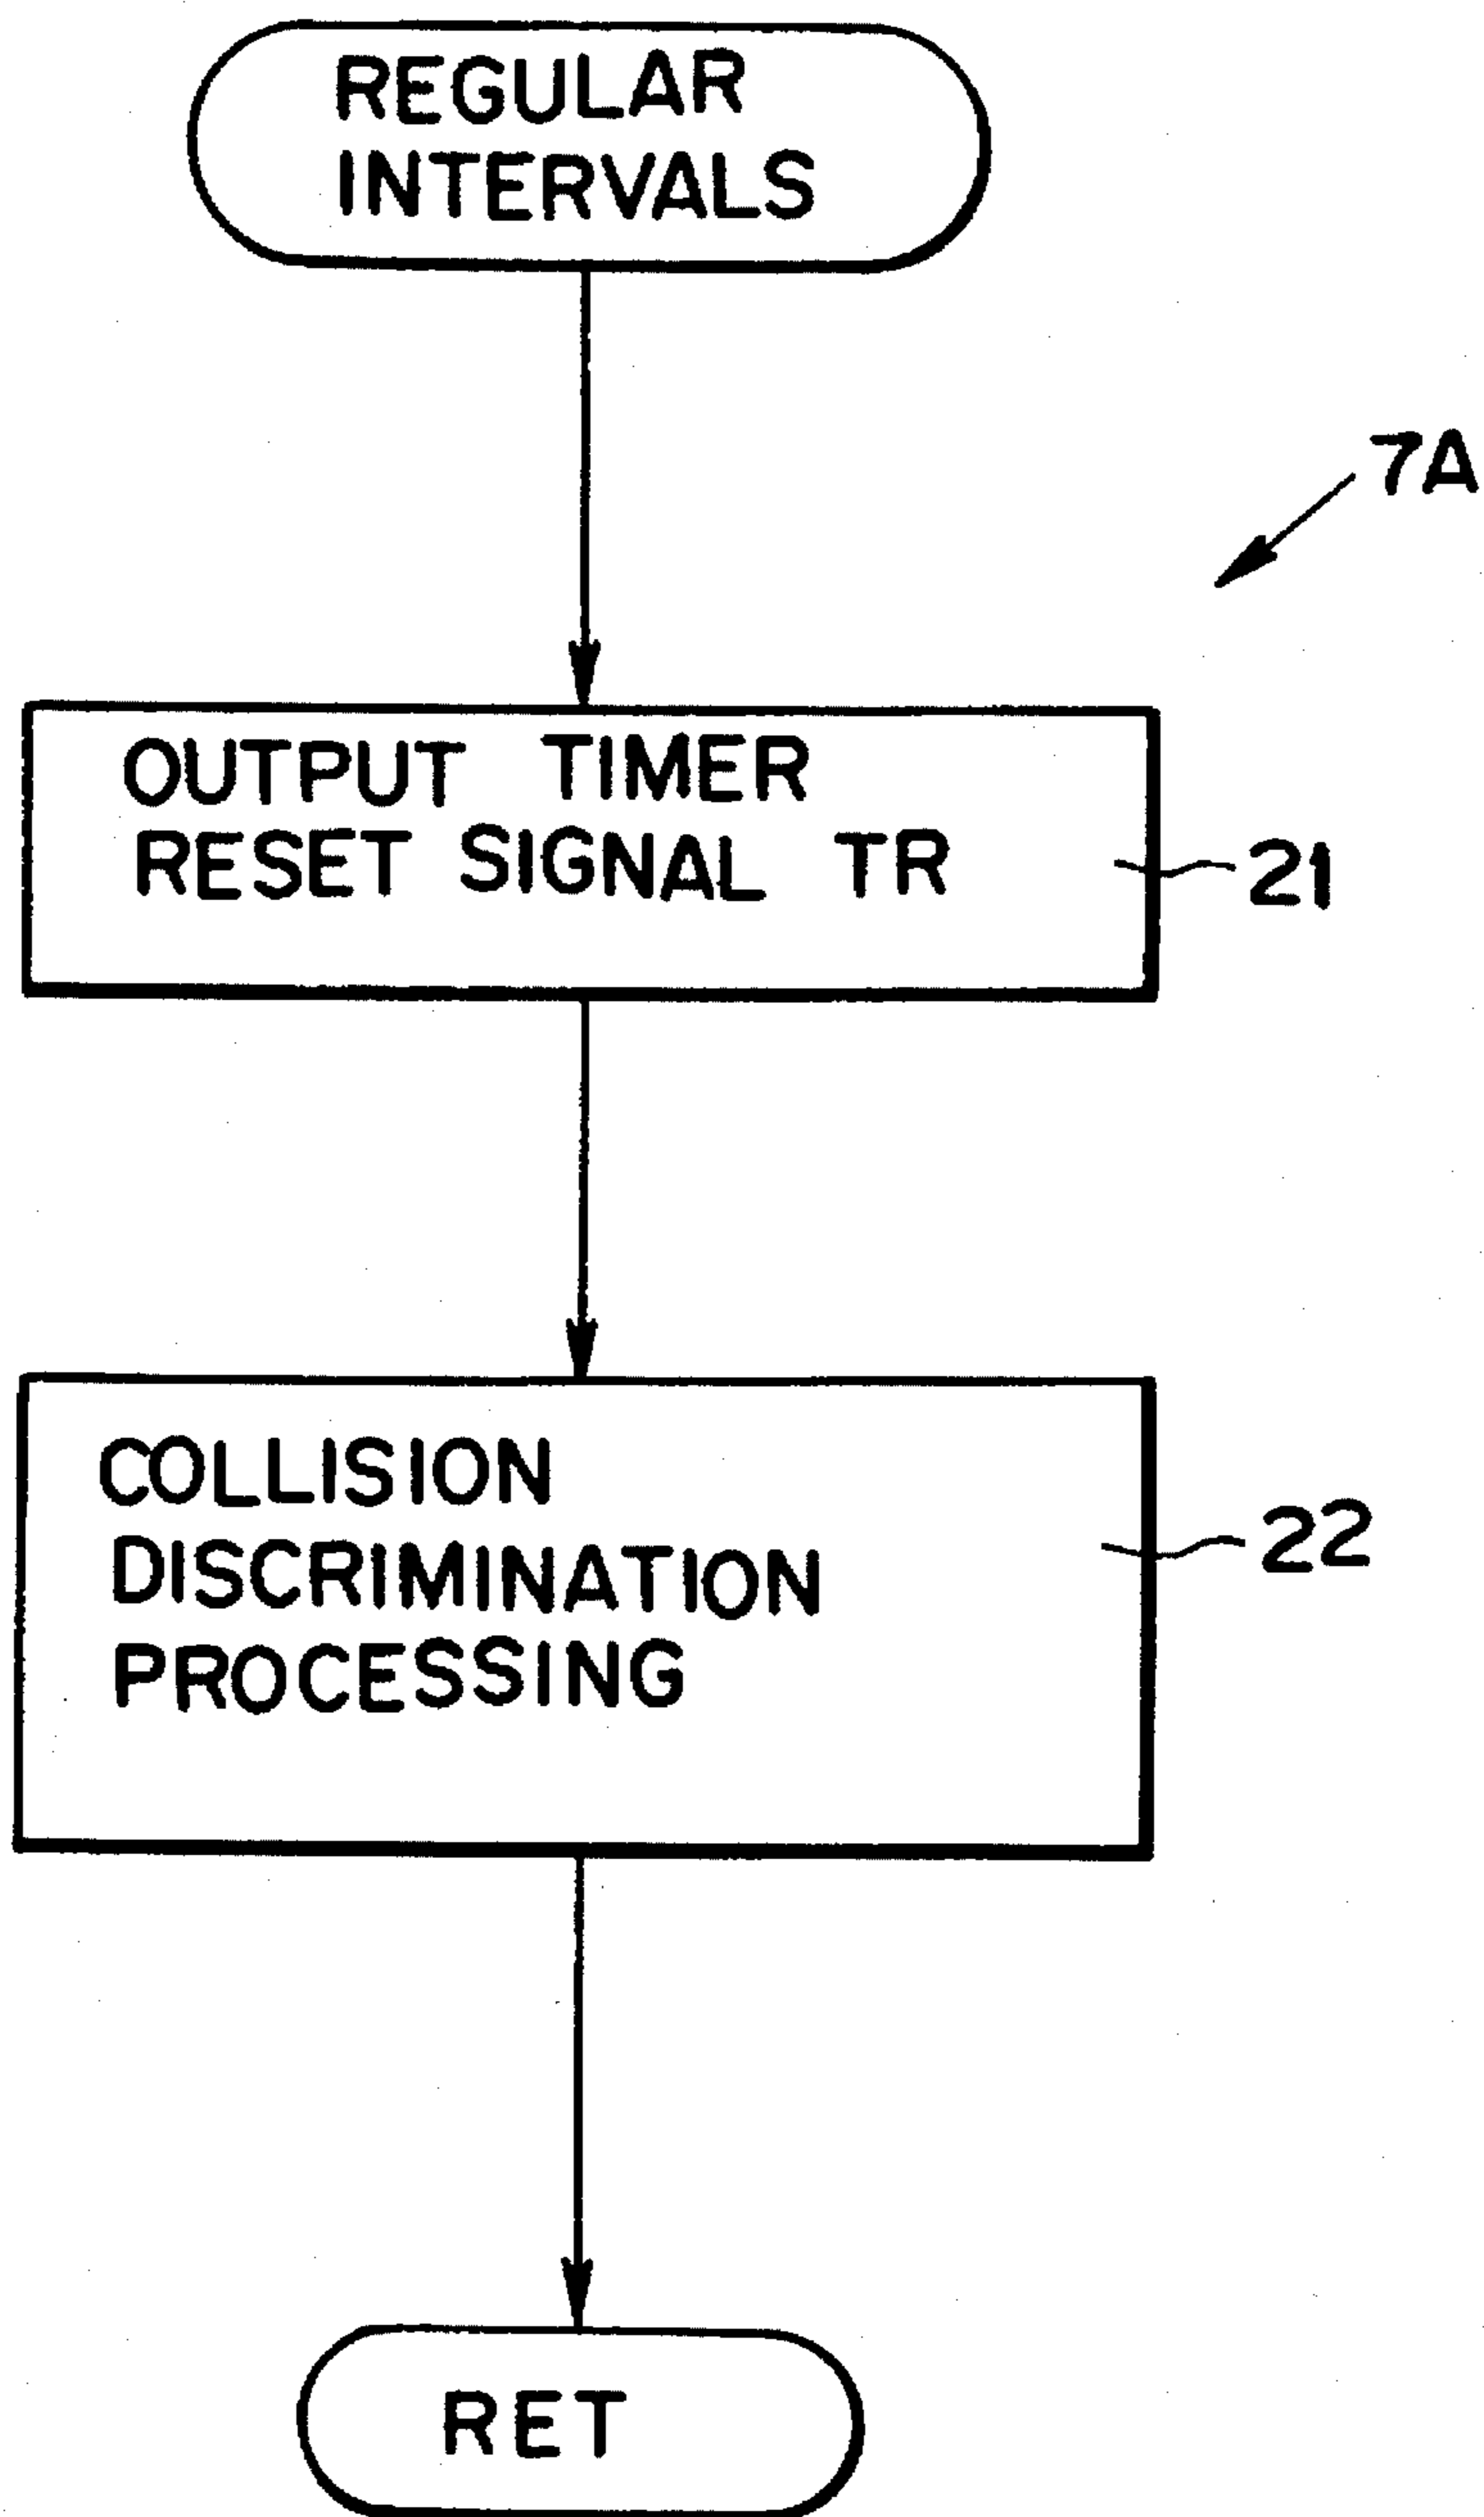 REGULAR
INTERVALS
7A
OUTPUT TIMER
RESET SIGNAL TR
21
COLLISION
DISCRIMINATION
PROCESSING
22
RET